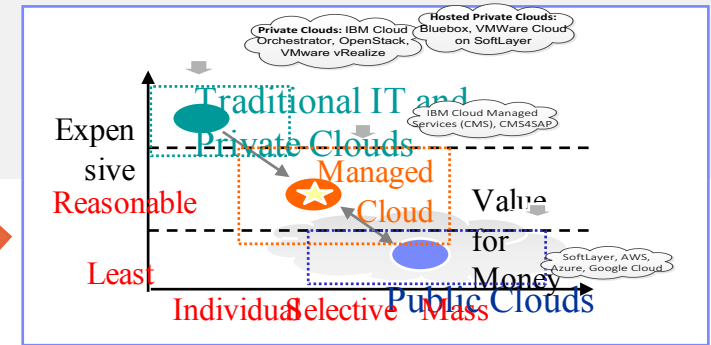 Private Clouds: IBM Cloud
Orchestrator, OpenStack,
VMware vRealize
Hosted Private Clouds:
Bluebox, VMWare Cloud
on SoftLayer
Traditional IT and
Private Clouds
IBM Cloud Managed
Services (CMS), CMS4SAP
Expen
sive
Managed
Cloud
Reasonable
Value
for
Money
SoftLayer, AWS,
Azure, Google Cloud
Least
Public Clouds
Individual
Selective
Mass